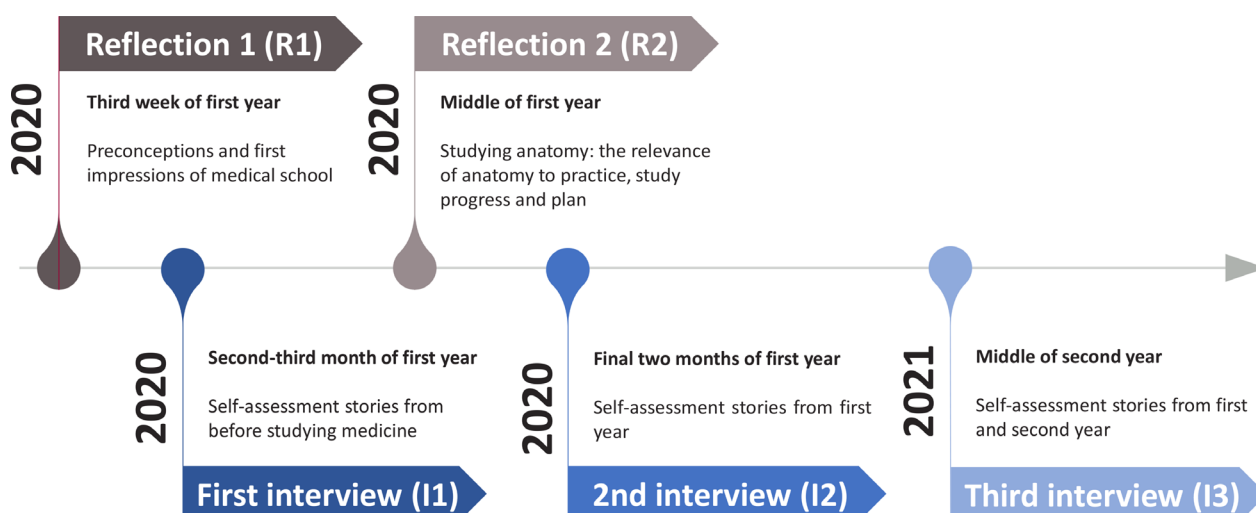 Reflection 1 (R1)
2020
Third week of first year
Preconceptions and first
impressions of medical school
Reflection 2 (R2)
2020
Middle of first year
Studying anatomy: the relevance
of anatomy to practice, study
progress and plan
2020
Second-third month of first year
Self-assessment stories from
before studying medicine
First interview (I1)
2020
Final two months of first year
Self-assessment stories from first
year
2nd interview (I2)
2021
Middle of second year
Self-assessment stories from first
and second year
Third interview (I3)